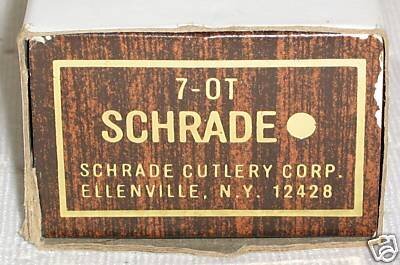 7-OT
SCHRADE
SCHRADE CUTLERY CORP.
ELLENVILLE, N.Y. 12428